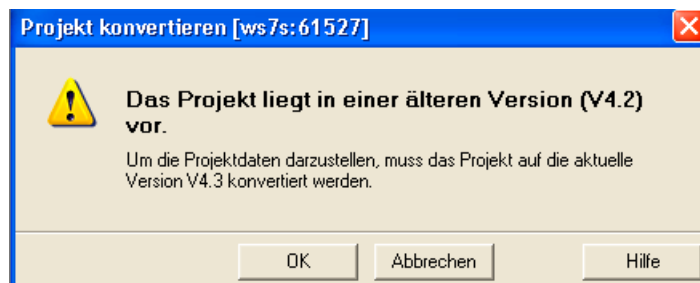 Projekt konvertieren [ws7s:61527]
Das Projekt liegt in einer älteren Version (V4.2)
vor.
Um die Projektdaten darzustellen, muss das Projekt auf die aktuelle
Version V4.3 konvertiert werden.
OK Abbrechen Hilfe